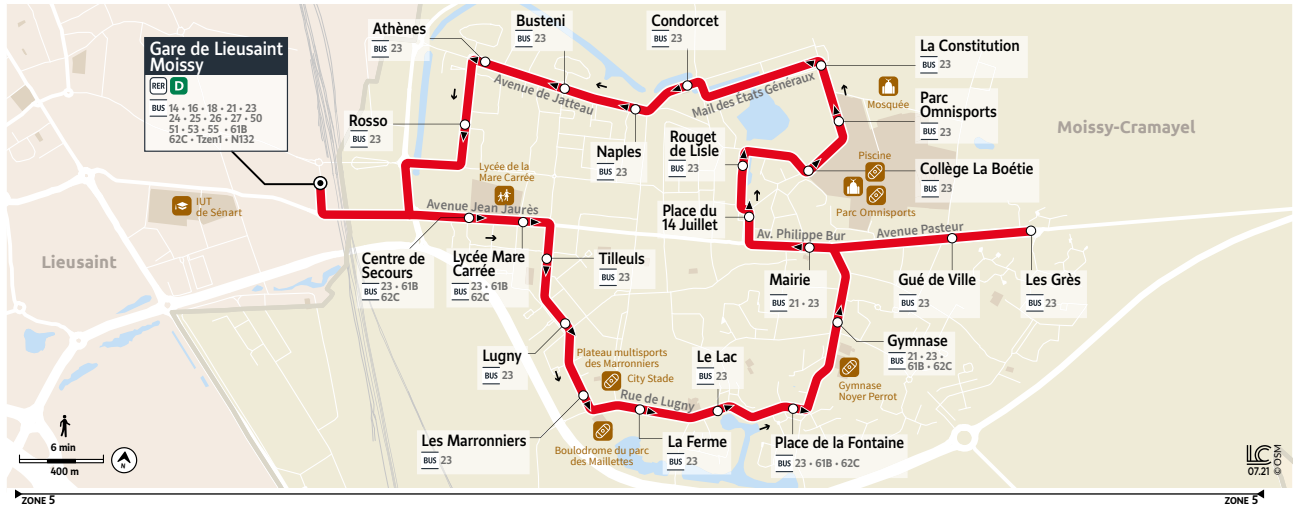 Gare de Lieusaint
Moissy
RER D
BUS 14 • 16 • 18 • 21 • 23
24 • 25 • 26 • 27 • 50
51 • 53 • 55 • 61B
62C • Tzen1 • N132
Athènes
BUS 23
Busteni
BUS 23
Condorcet
BUS 23
La Constitution
BUS 23
Mosquée
Parc
Omnisports
BUS 23
Moissy-Cramayel
Avenue de Jatteau
Mail des États Généraux
Rosso
BUS 23
Naples
BUS 23
Rouget
de Lisle
BUS 23
Piscine
Collège La Boétie
BUS 23
Parc Omnisports
Lycée de la
Mare Carrée
IUT
de Sénart
Avenue Jean Jaurès
Place du
14 Juillet
Av. Philippe Bur
Avenue Pasteur
Lieusaint
Centre de
Secours
BUS 23 • 61B
62C
Lycée Mare
Carrée
BUS 23 • 61B
62C
Tilleuls
BUS 23
Mairie
BUS 21 • 23
Gué de Ville
BUS 23
Les Grès
BUS 23
Lugny
BUS 23
Plateau multisports
des Marronniers
City Stade
Le Lac
BUS 23
Gymnase
BUS 21 • 23 •
61B • 62C
Gymnase
Noyer Perrot
Rue de Lugny
Les Marronniers
BUS 23
Boulodrome du parc
des Maillettes
La Ferme
BUS 23
Place de la Fontaine
BUS 23 • 61B • 62C
6 min
400 m
N
LC
07.21
© OSM
ZONE 5
ZONE 5